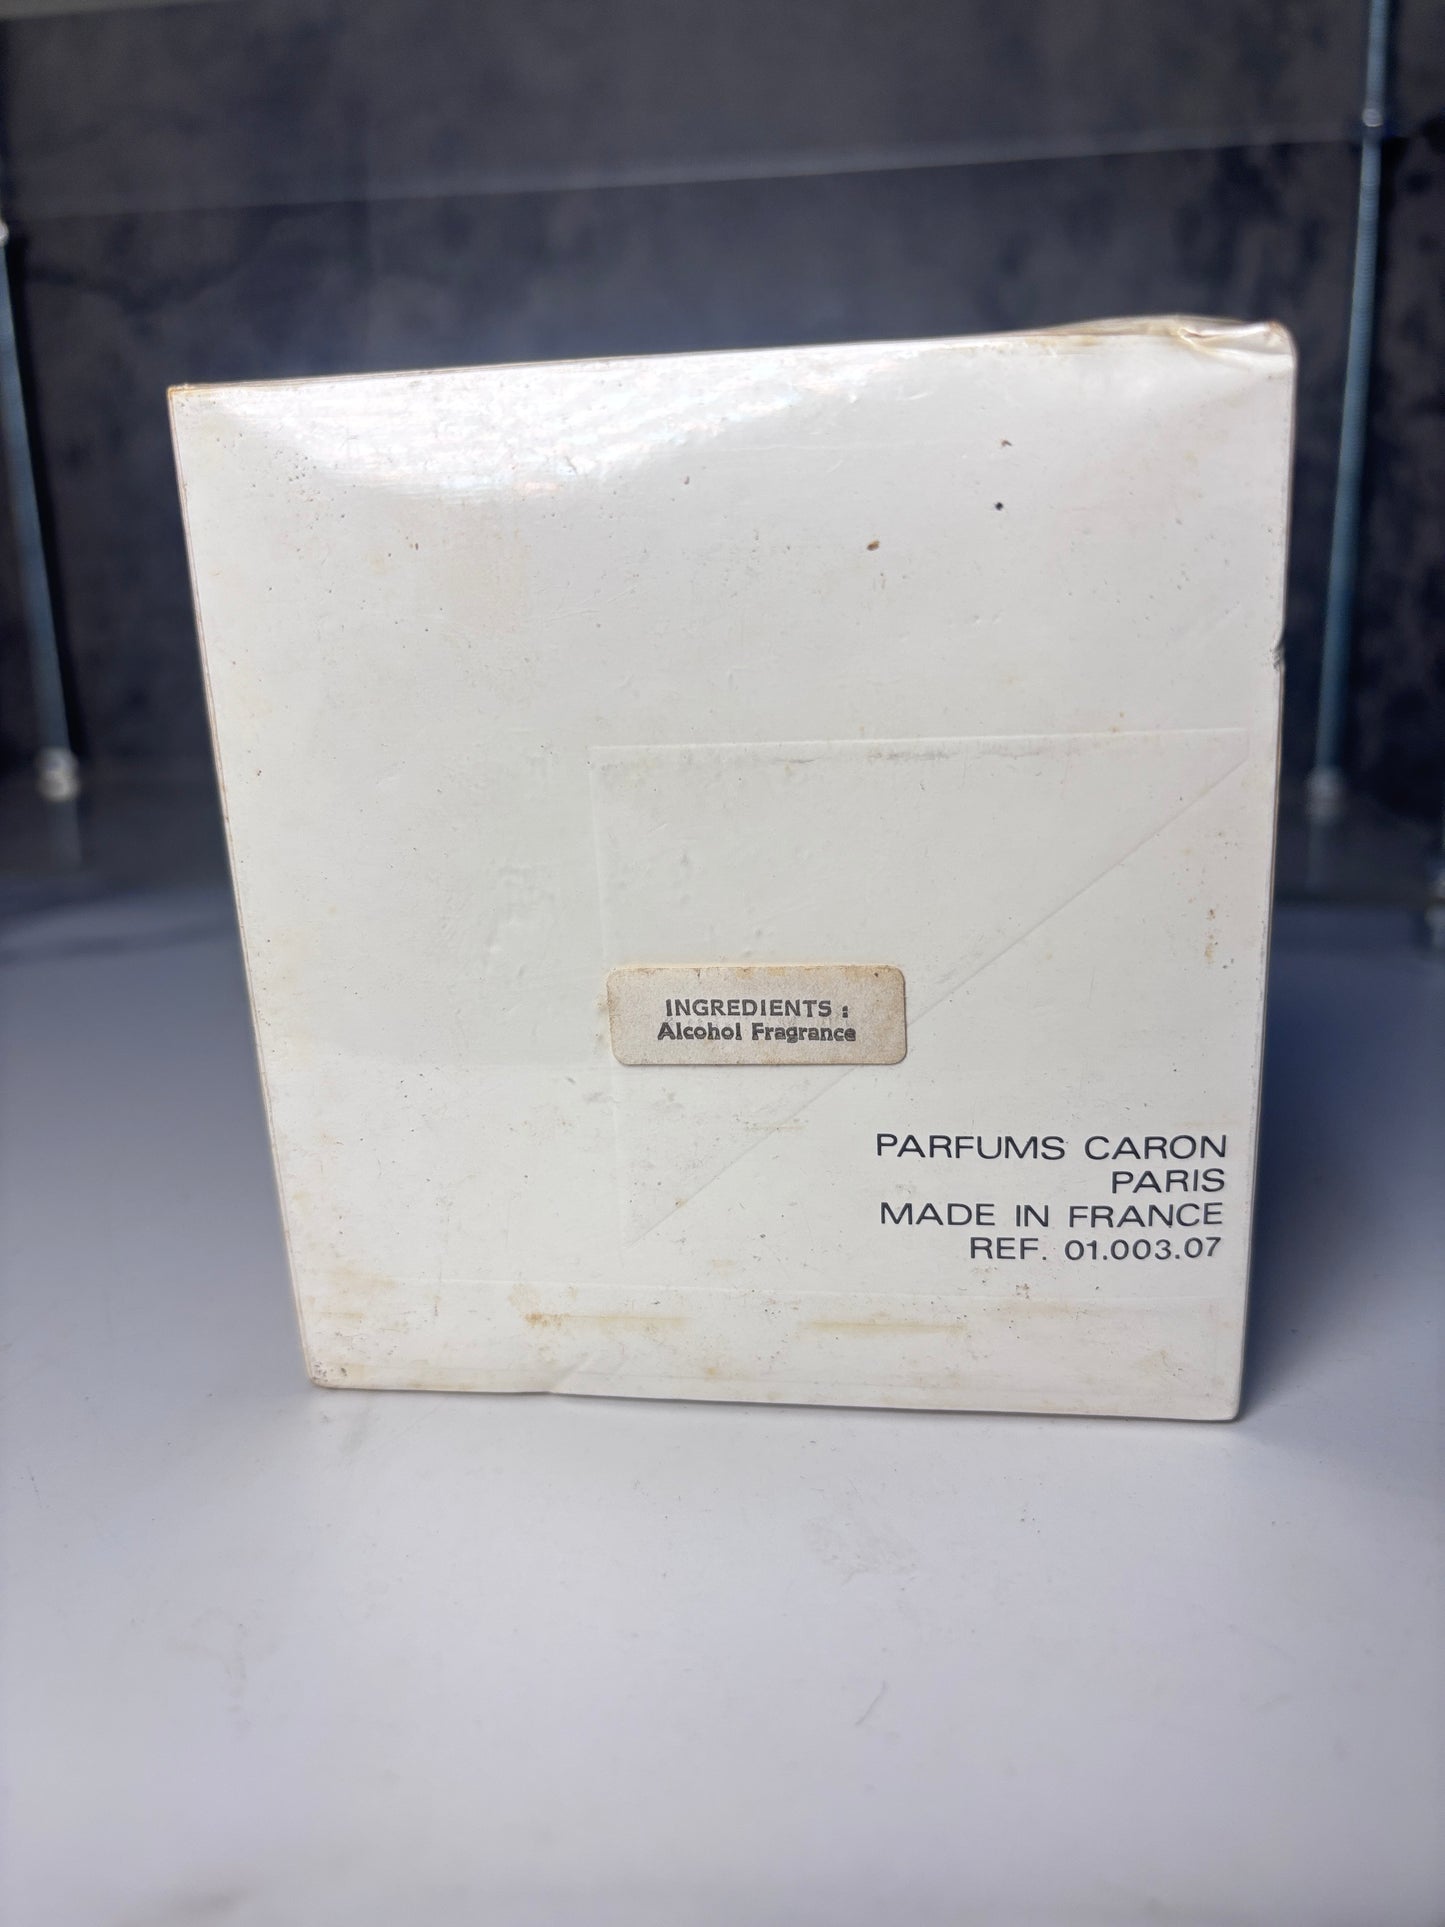 INGREDIENTS :
Alcohol Fragrance
PARFUMS CARON
PARIS
MADE IN FRANCE
REF. 01.003.07